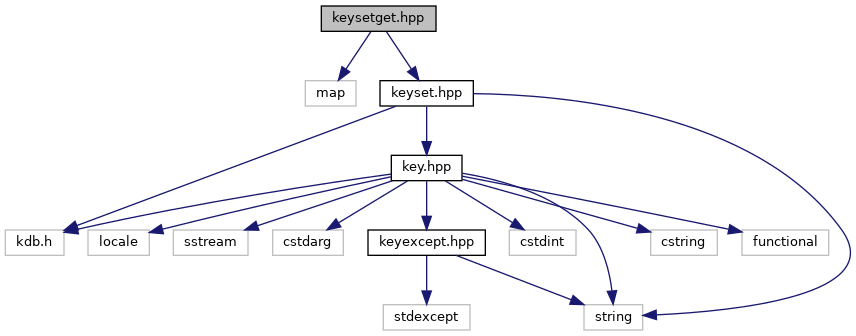 keysetget.hpp
map
keyset.hpp
key.hpp
kdb.h
locale
sstream
cstdarg
keyexcept.hpp
cstdint
cstring
functional
stdexcept
string